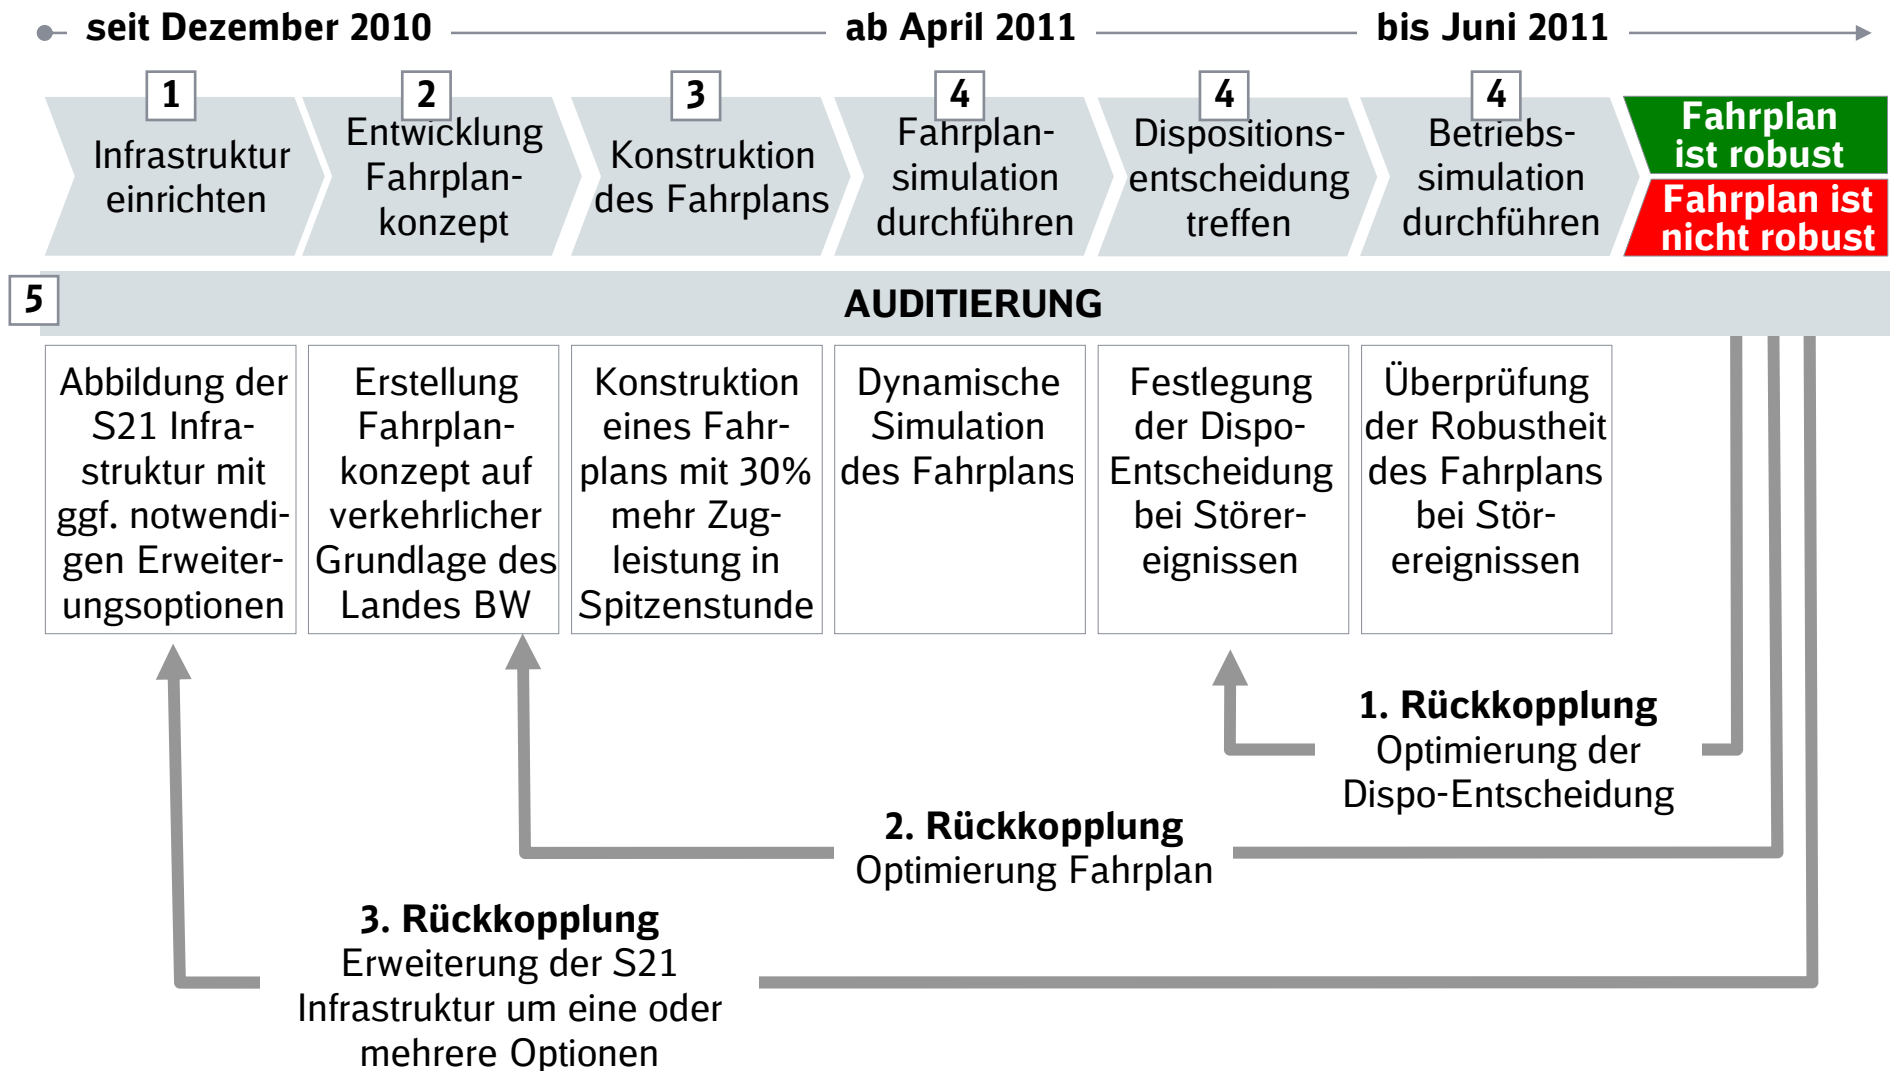 seit Dezember 2010
ab April 2011
bis Juni 2011
1
Infrastruktur
einrichten
2
Entwicklung
Fahrplan-
konzept
3
Konstruktion
des Fahrplans
4
Fahrplan-
simulation
durchführen
4
Dispositions-
entscheidung
treffen
4
Betriebs-
simulation
durchführen
Fahrplan
ist robust
Fahrplan ist
nicht robust
5
AUDITIERUNG
Abbildung der
S21 Infra-
struktur mit
ggf. notwendi-
gen Erweiter-
ungsoptionen
Erstellung
Fahrplan-
konzept auf
verkehrlicher
Grundlage des
Landes BW
Konstruktion
eines Fahr-
plans mit 30%
mehr Zug-
leistung in
Spitzenstunde
Dynamische
Simulation
des Fahrplans
Festlegung
der Dispo-
Entscheidung
bei Störer-
eignissen
Überprüfung
der Robustheit
des Fahrplans
bei Stör-
ereignissen
1. Rückkopplung
Optimierung der
Dispo-Entscheidung
2. Rückkopplung
Optimierung Fahrplan
3. Rückkopplung
Erweiterung der S21
Infrastruktur um eine oder
mehrere Optionen